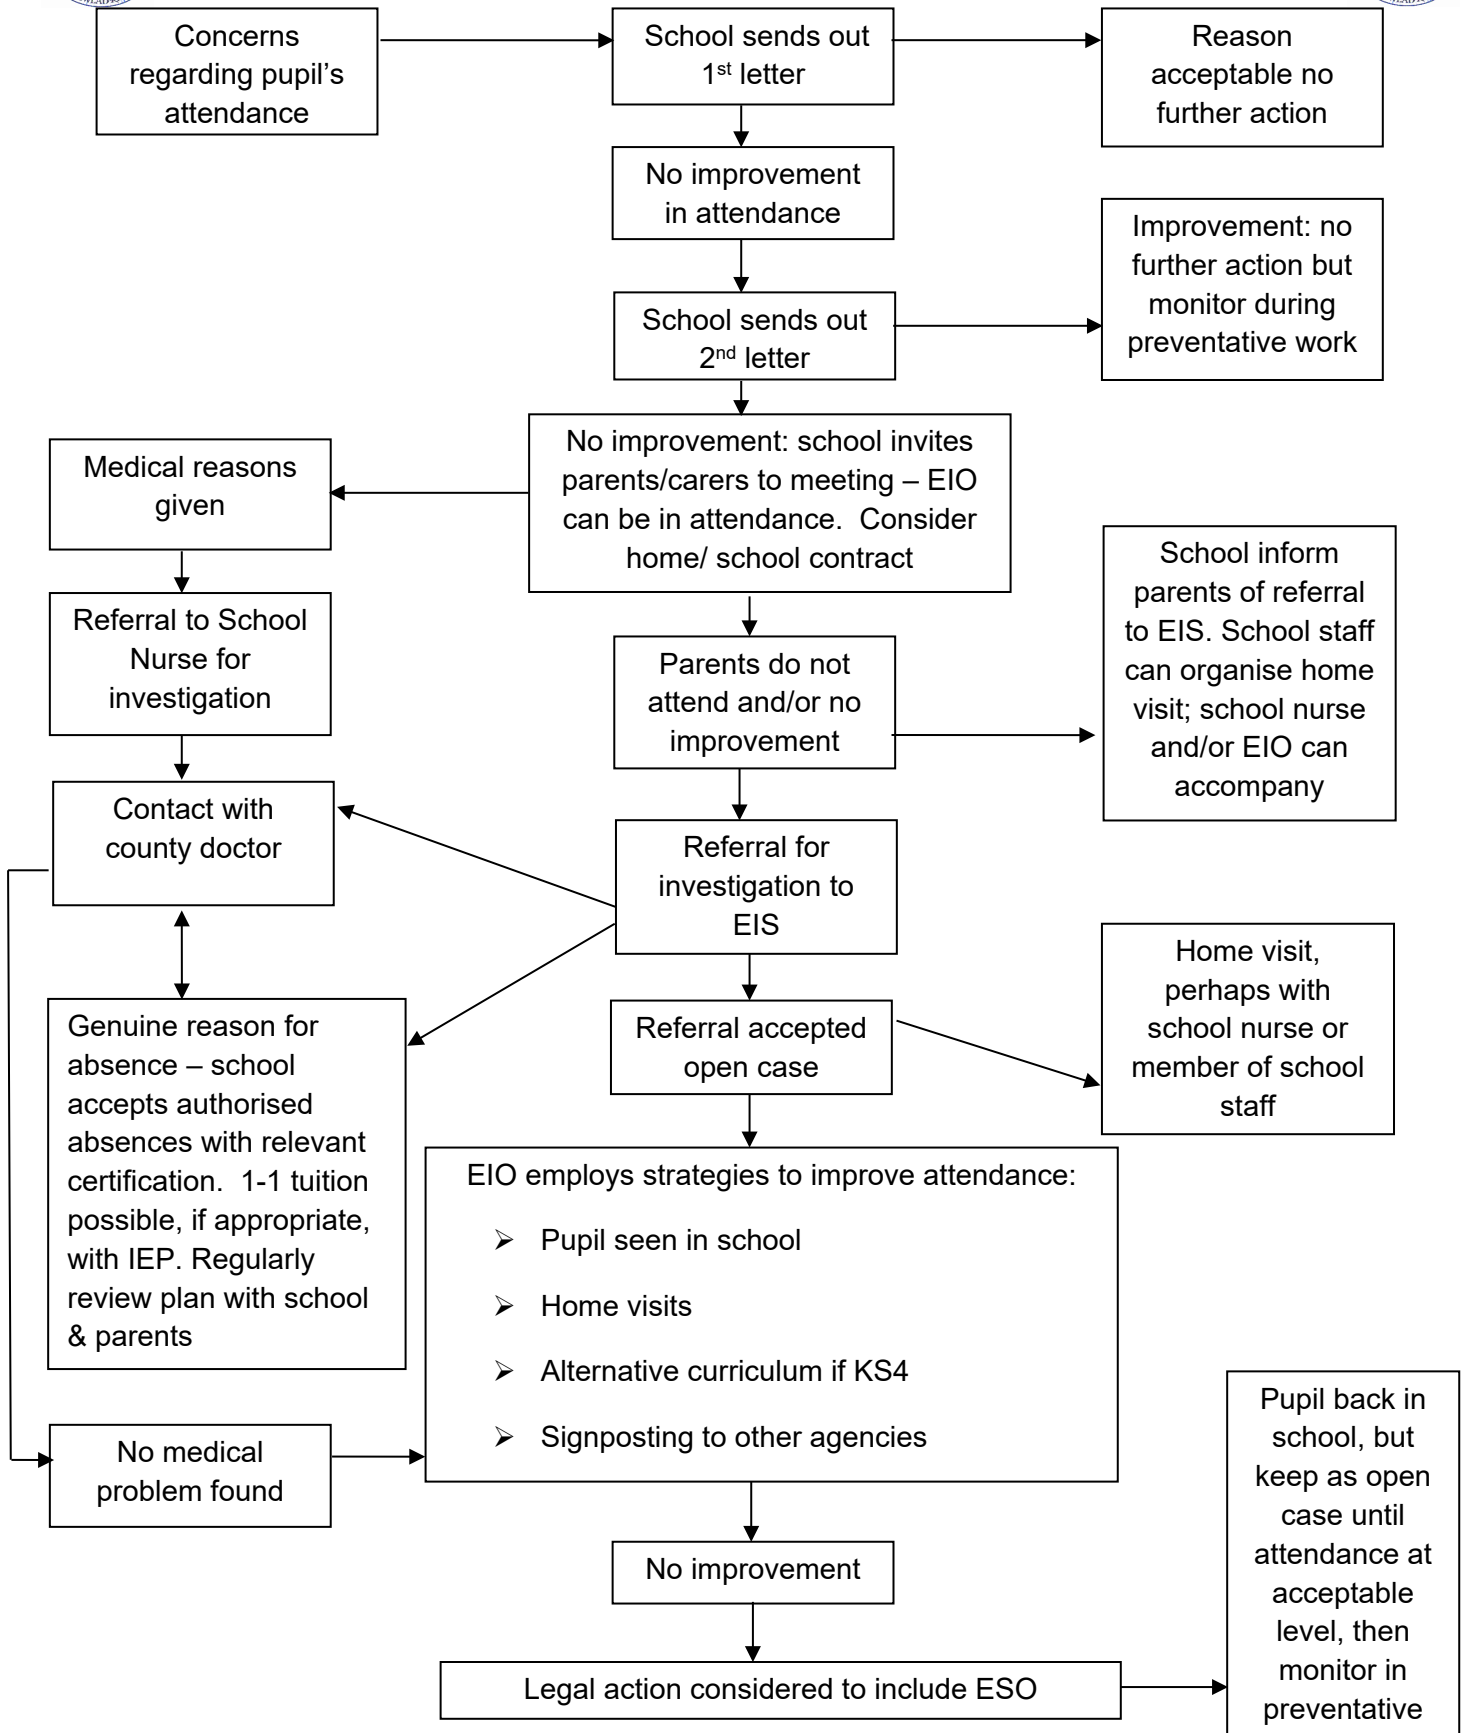 Concerns
regarding pupil’s
attendance
School sends out
1st letter
Reason
acceptable no
further action
No improvement
in attendance
Improvement: no
further action but
monitor during
preventative work
School sends out
2nd letter
No improvement: school invites
parents/carers to meeting – EIO
can be in attendance.  Consider
home/ school contract
Medical reasons
given
School inform
parents of referral
to EIS. School staff
can organise home
visit; school nurse
and/or EIO can
accompany
Referral to School
Nurse for
investigation
Parents do not
attend and/or no
improvement
Contact with
county doctor
Referral for
investigation to
EIS
Home visit,
perhaps with
school nurse or
member of school
staff
Genuine reason for
absence – school
accepts authorised
absences with relevant
certification.  1-1 tuition
possible, if appropriate,
with IEP. Regularly
review plan with school
& parents
Referral accepted
open case
EIO employs strategies to improve attendance:
➢ Pupil seen in school
➢ Home visits
➢ Alternative curriculum if KS4
➢ Signposting to other agencies
No medical
problem found
Pupil back in
school, but
keep as open
case until
attendance at
acceptable
level, then
monitor in
preventative
No improvement
Legal action considered to include ESO